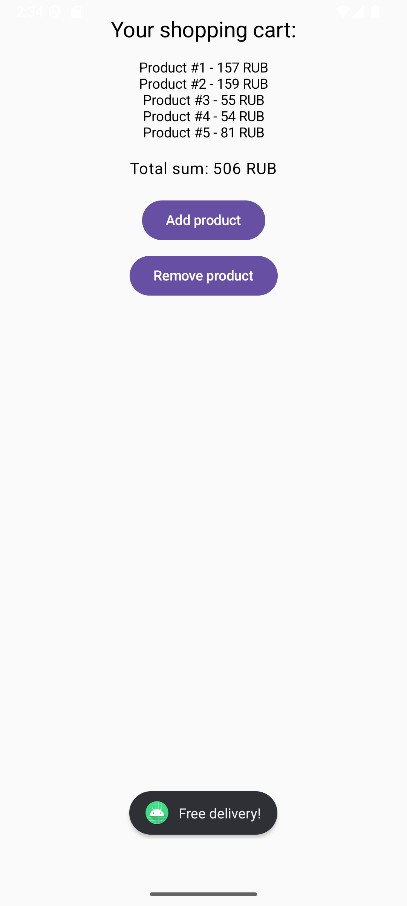 Your shopping cart:
Product #1 - 157 RUB
Product #2 - 159 RUB
Product #3 - 55 RUB
Product #4 - 54 RUB
Product #5 - 81 RUB
Total sum: 506 RUB
Add product
Remove product
Free delivery!